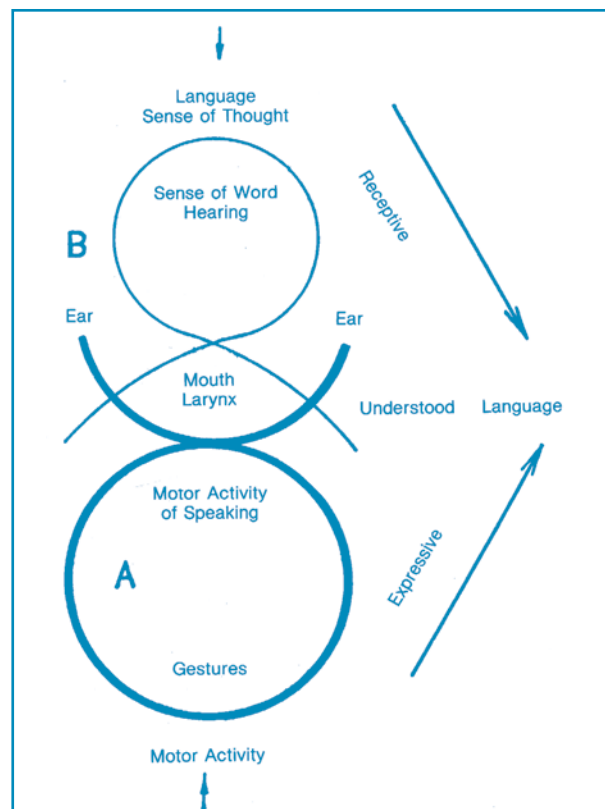 Language
Sense of Thought
Sense of Word
Hearing
Receptive
B
Ear
Ear
Mouth
Larynx
Understood Language
Motor Activity
of Speaking
A
Expressive
Gestures
Motor Activity